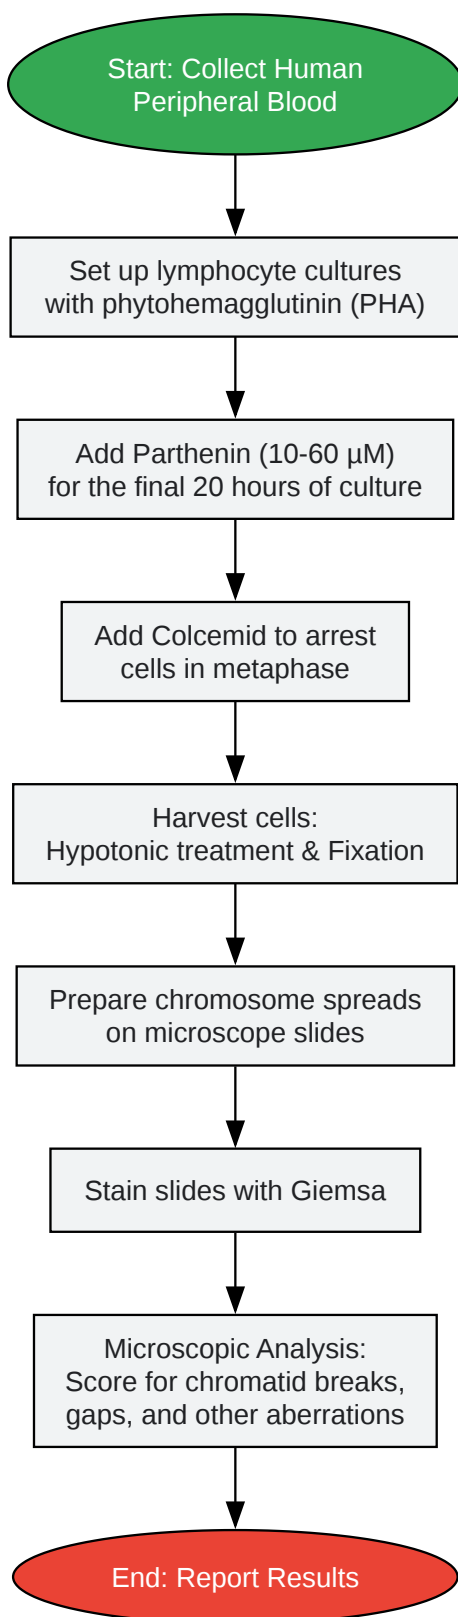 Start: Collect Human
Peripheral Blood
Set up lymphocyte cultures
with phytohemagglutinin (PHA)
Add Parthenin (10-60 µM)
for the final 20 hours of culture
Add Colcemid to arrest
cells in metaphase
Harvest cells:
Hypotonic treatment & Fixation
Prepare chromosome spreads
on microscope slides
Stain slides with Giemsa
Microscopic Analysis:
Score for chromatid breaks,
gaps, and other aberrations
End: Report Results